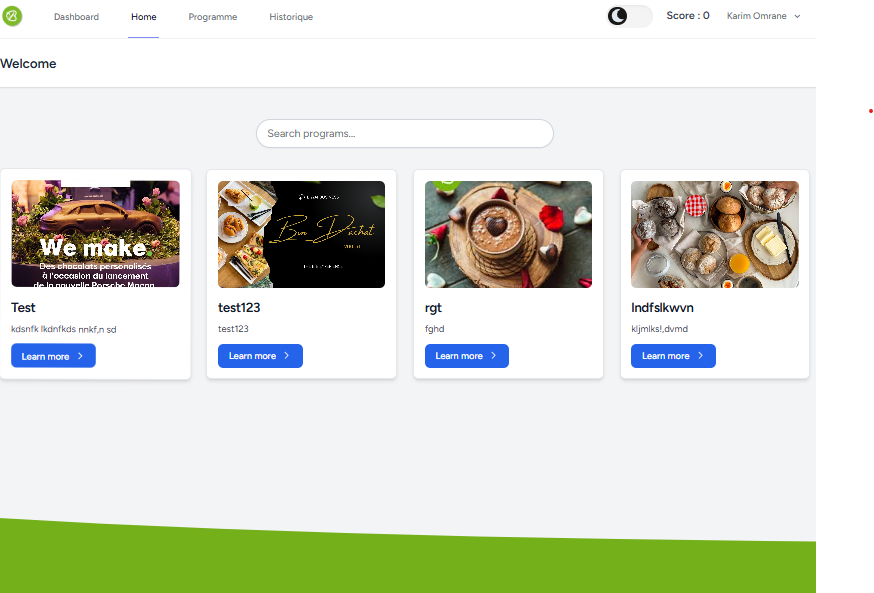 Dashboard
Home
Programme
Historique
Score : 0
Karim Omrane
Welcome
Search programs...
We make.
Des chocolats personalisés
à l'occasion du lancement
de la nouvelle Porsche Macan
Test
kdsnfk lkdnfkds nnkf,n sd
Learn more
Bon D'achat
test123
test123
Learn more
rgt
fghd
Learn more
lndfslkwvn
kljmlks!,dvmd
Learn more